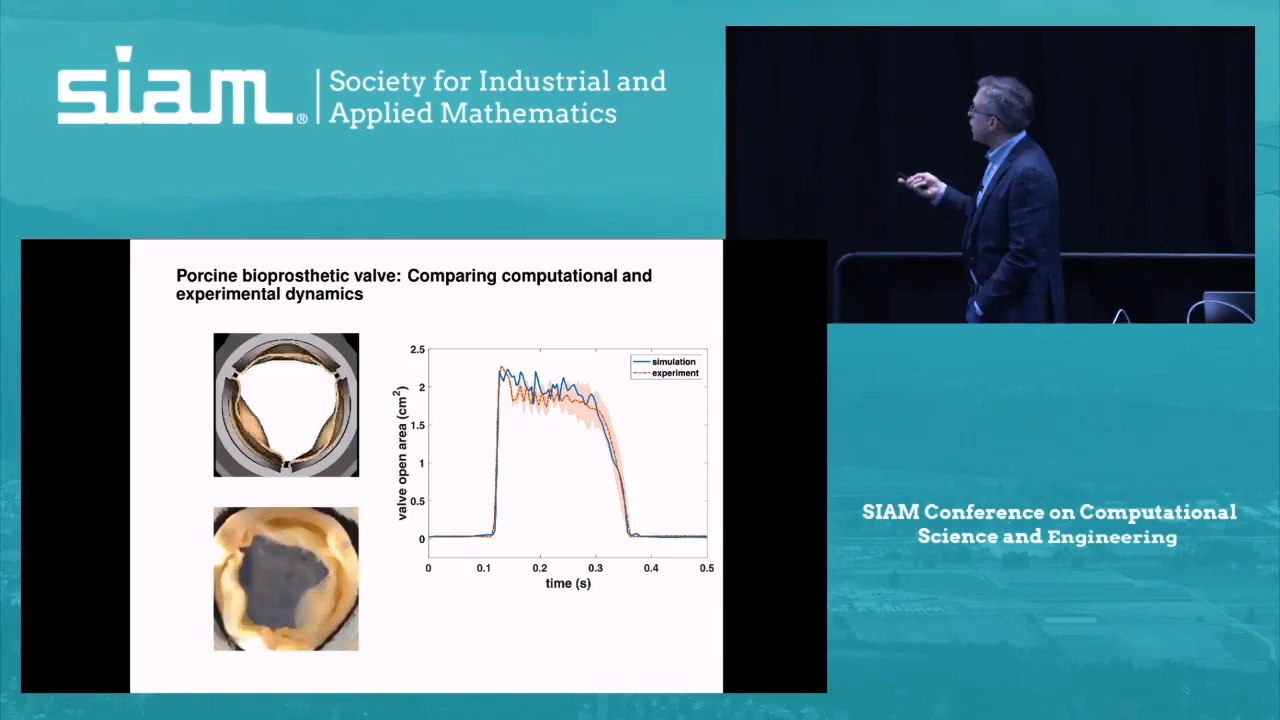 siam®
Society for Industrial and
Applied Mathematics
Porcine bioprosthetic valve: Comparing computational and
experimental dynamics
2.5
2
1.5
1
0.5
0
valve open area (cm²)
simulation
experiment
0
0.1
0.2
0.3
0.4
0.5
time (s)
SIAM Conference on Computational
Science and Engineering